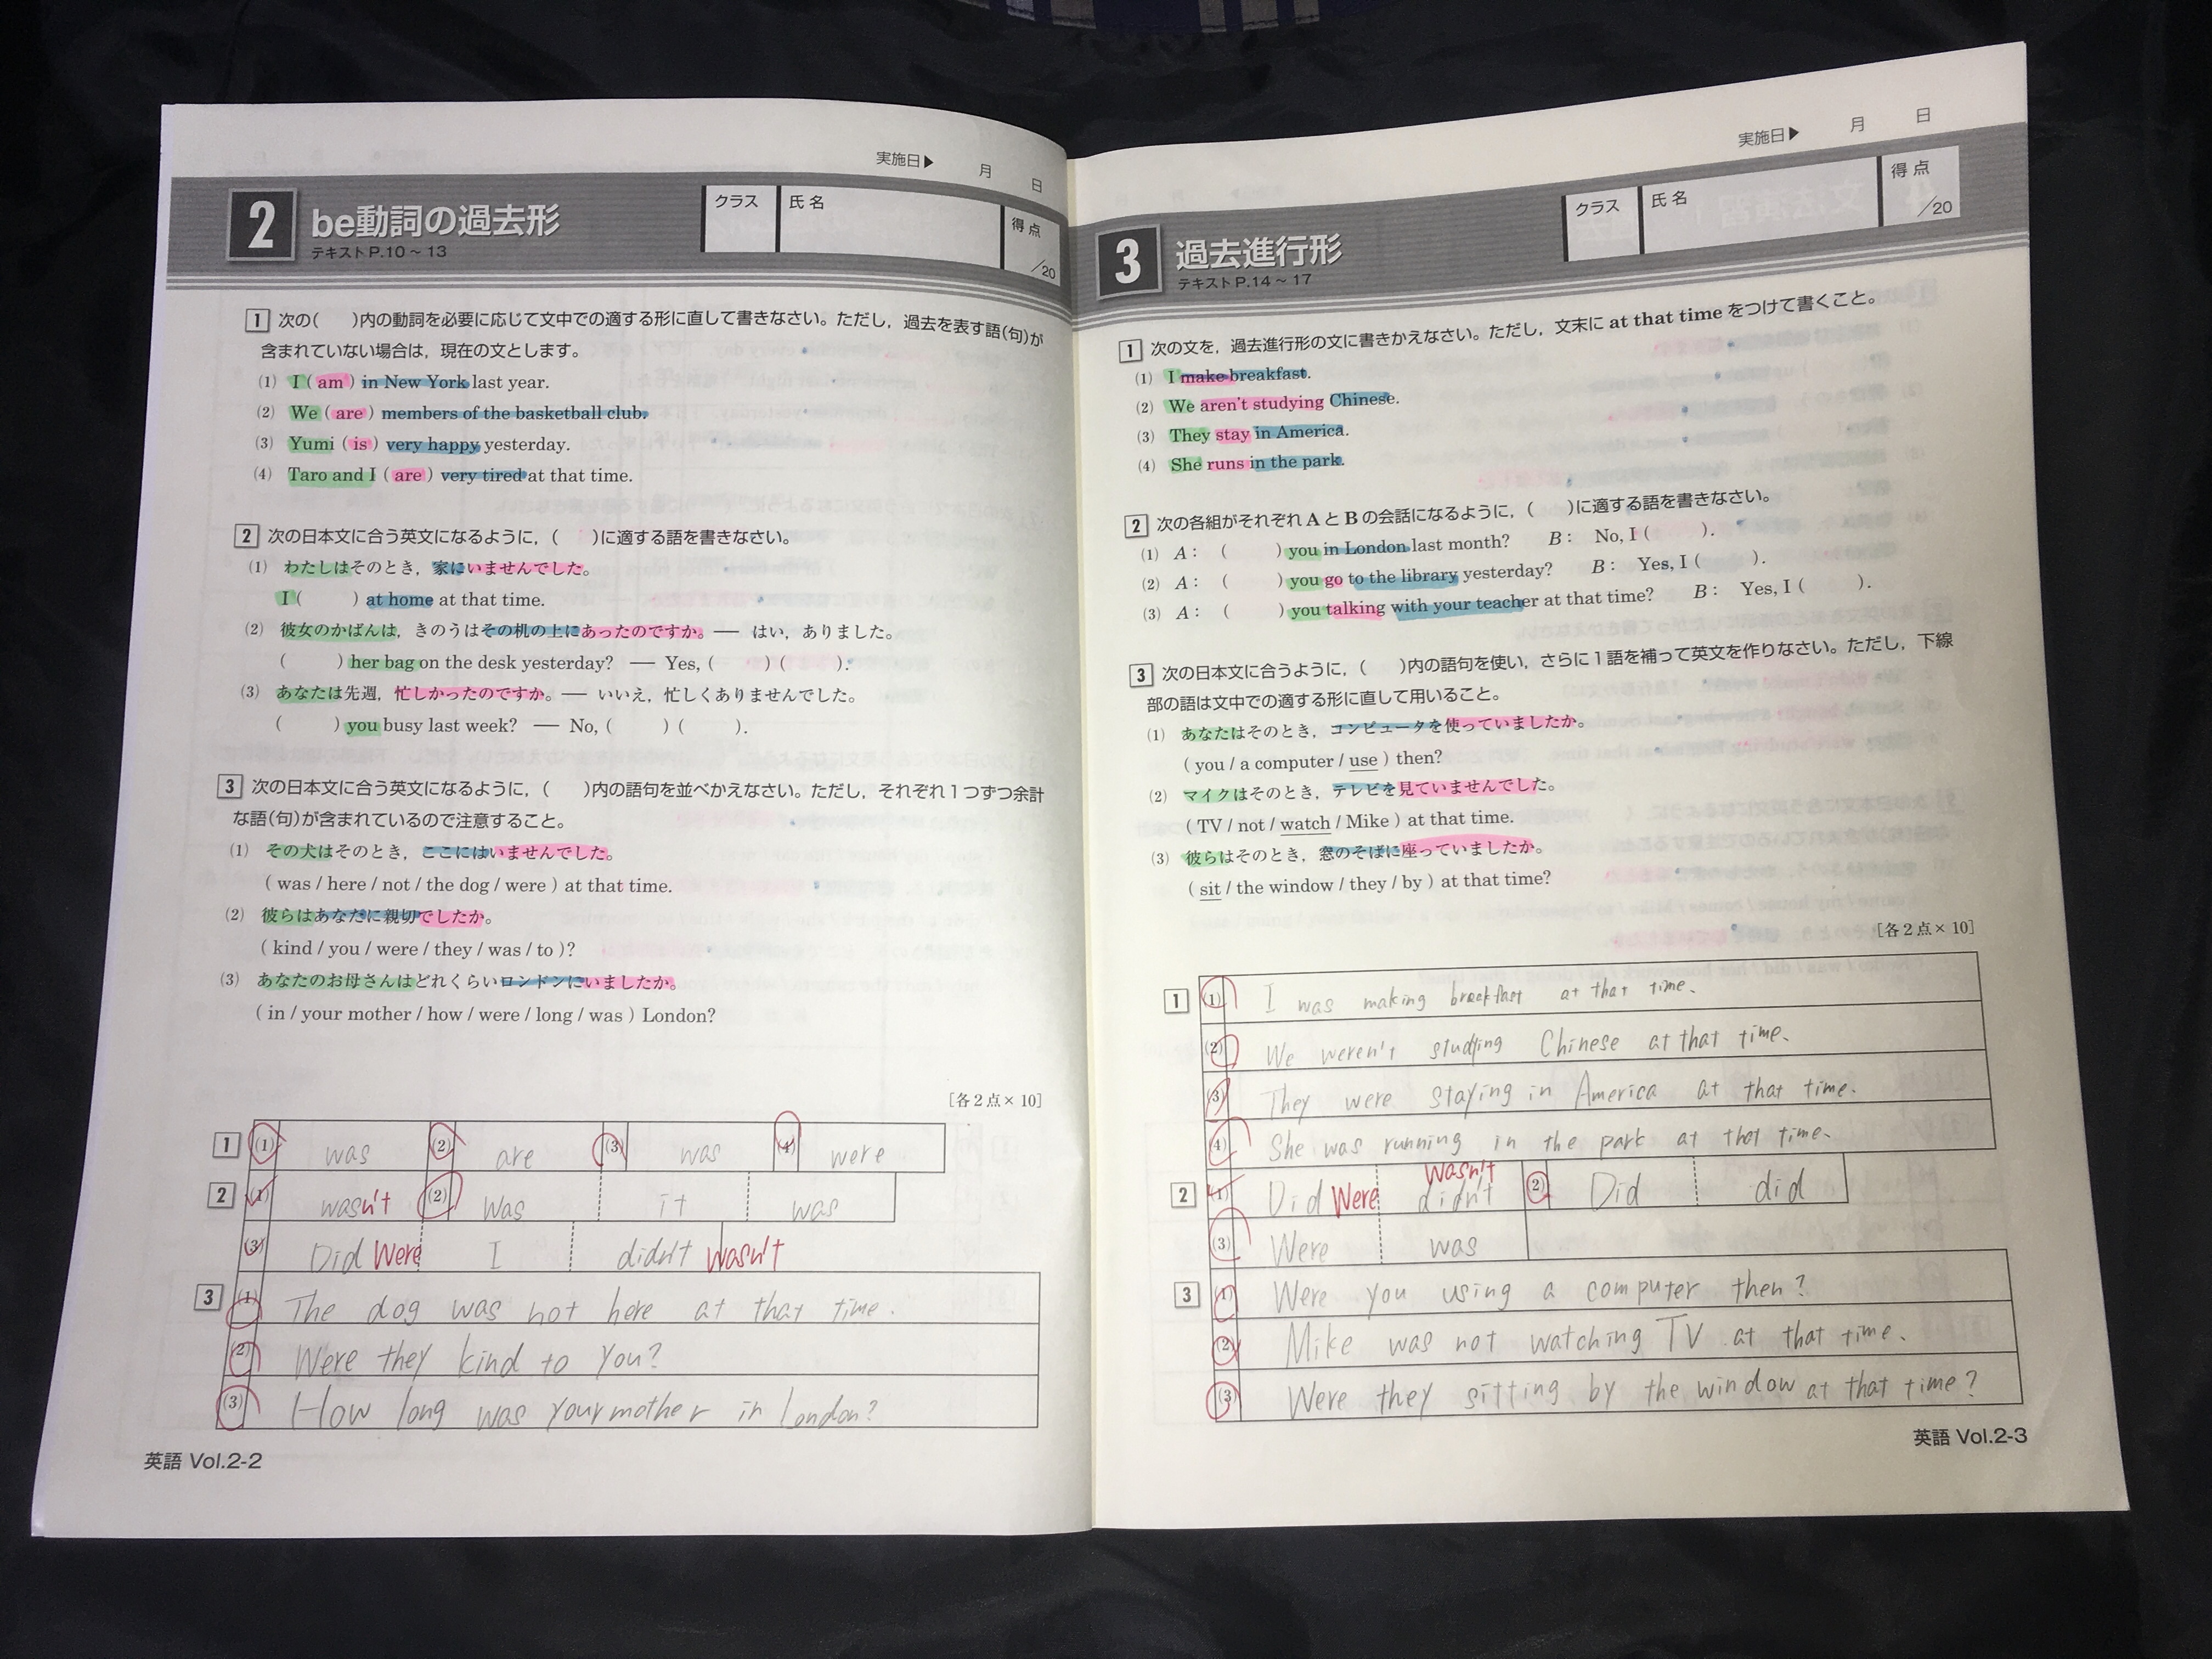 実施日▶ 月 日
2 be動詞の過去形
テキストP.10～13
クラス 氏名 得点 /20
1 次の( )内の動詞を必要に応じて文中での適する形に直して書きなさい。ただし，過去を表す語(句)が
含まれていない場合は，現在の文とします。
(1) I ( am ) in New York last year.
(2) We ( are ) members of the basketball club.
(3) Yumi ( is ) very happy yesterday.
(4) Taro and I ( are ) very tired at that time.
2 次の日本文に合う英文になるように，( )に適する語を書きなさい。
(1) わたしはそのとき，家にいませんでした。
I ( ) at home at that time.
(2) 彼女のかばんは，きのうはその机の上にあったのですか。― はい，ありました。
( ) her bag on the desk yesterday? ― Yes, ( ) ( ).
(3) あなたは先週，忙しかったのですか。― いいえ，忙しくありませんでした。
( ) you busy last week? ― No, ( ) ( ).
3 次の日本文に合う英文になるように，( )内の語句を並べかえなさい。ただし，それぞれ1つずつ余計
な語(句)が含まれているので注意すること。
(1) その犬はそのとき，ここにはいませんでした。
( was / here / not / the dog / were ) at that time.
(2) 彼らはあなたに親切でしたか。
( kind / you / were / they / was / to )?
(3) あなたのお母さんはどれくらいロンドンにいましたか。
( in / your mother / how / were / long / was ) London?
[各2点×10]
1 (1) was (2) are (3) was (4) were
2 (1) wasn't (2) Was it was
(3) Did Were I didn't wasn't
3 (1) The dog was not here at that time.
(2) Were they kind to you?
(3) How long was your mother in London?
英語 Vol.2-2
実施日▶ 月 日
3 過去進行形
テキストP.14～17
クラス 氏名 得点 /20
1 次の文を，過去進行形の文に書きかえなさい。ただし，文末に at that time をつけて書くこと。
(1) I make breakfast.
(2) We aren't studying Chinese.
(3) They stay in America.
(4) She runs in the park.
2 次の各組がそれぞれAとBの会話になるように，( )に適する語を書きなさい。
(1) A： ( ) you in London last month? B： No, I ( ).
(2) A： ( ) you go to the library yesterday? B： Yes, I ( ).
(3) A： ( ) you talking with your teacher at that time? B： Yes, I ( ).
3 次の日本文に合うように，( )内の語句を使い，さらに1語を補って英文を作りなさい。ただし，下線
部の語は文中での適する形に直して用いること。
(1) あなたはそのとき，コンピュータを使っていましたか。
( you / a computer / use ) then?
(2) マイクはそのとき，テレビを見ていませんでした。
( TV / not / watch / Mike ) at that time.
(3) 彼らはそのとき，窓のそばに座っていましたか。
( sit / the window / they / by ) at that time?
[各2点×10]
1 (1) I was making breakfast at that time.
(2) We weren't studying Chinese at that time.
(3) They were staying in America at that time.
(4) She was running in the park at that time.
wasn't
2 (1) Did Were didn't (2) Did did
(3) Were was
3 (1) Were you using a computer then?
(2) Mike was not watching TV at that time.
(3) Were they sitting by the window at that time?
英語 Vol.2-3